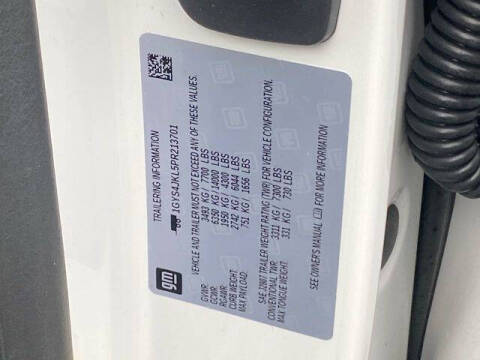 gm
TRAILERING INFORMATION
1GYS4JKL5PR213701
VEHICLE AND TRAILER MUST NOT EXCEED ANY OF THESE VALUES.
GVWR: 3493 KG / 7700 LBS
GCWR: 6350 KG / 14000 LBS
RGAWR: 1950 KG / 4300 LBS
CURB WEIGHT: 2742 KG / 6044 LBS
MAX PAYLOAD: 751 KG / 1656 LBS
SAE J2807 TRAILER WEIGHT RATING (TWR) FOR VEHICLE CONFIGURATION.
CONVENTIONAL TWR: 3311 KG / 7300 LBS
MAX TONGUE WEIGHT: 331 KG / 730 LBS
SEE OWNER'S MANUAL FOR MORE INFORMATION.